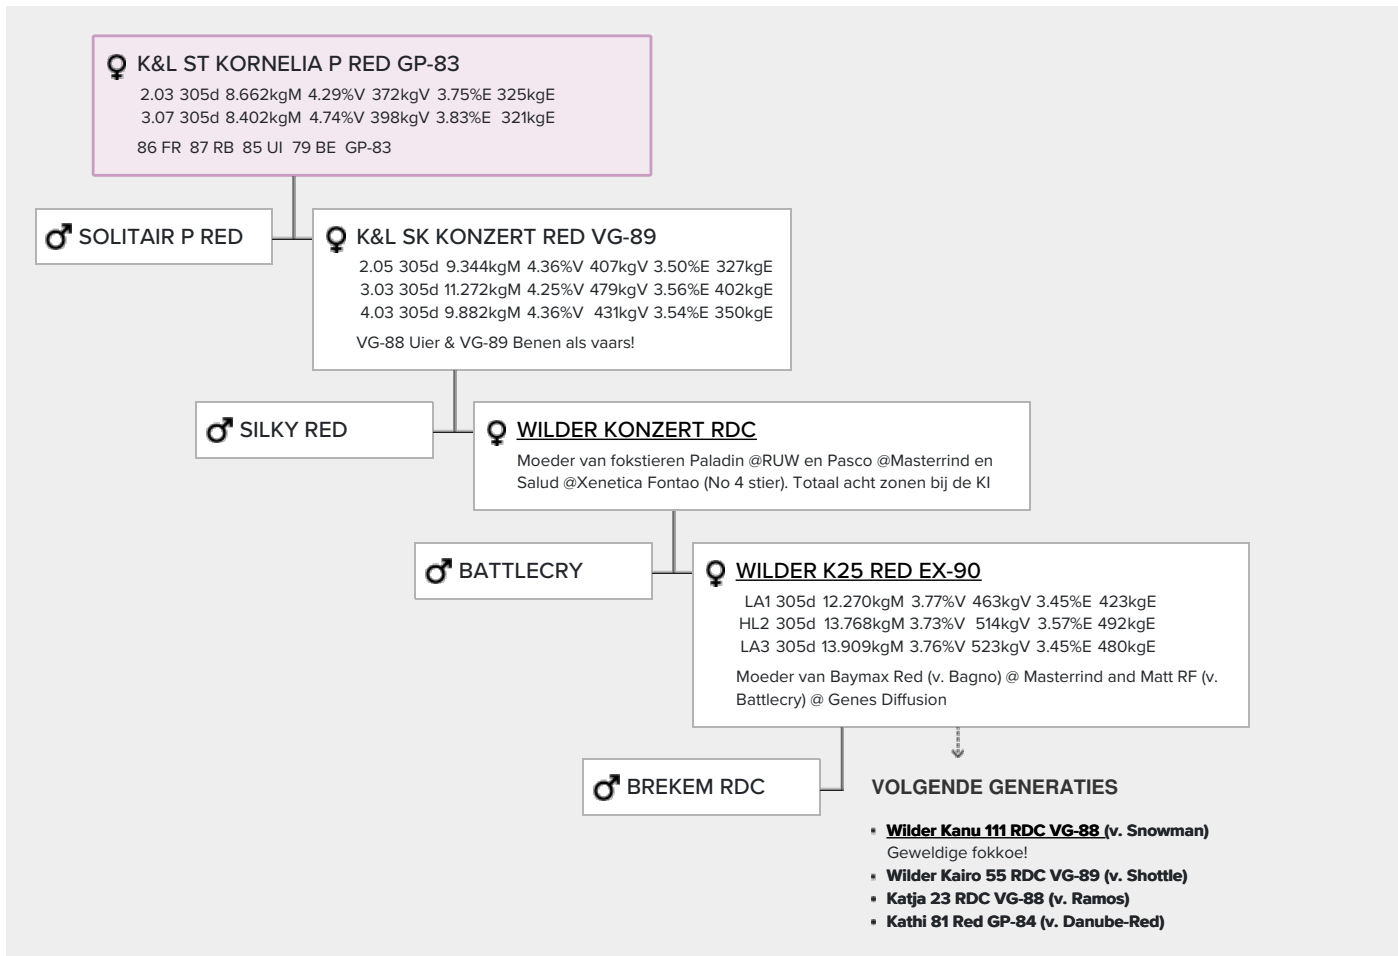 K&L ST KORNELIA P RED GP-83
2.03 305d 8.662kgM 4.29%V 372kgV 3.75%E 325kgE
3.07 305d 8.402kgM 4.74%V 398kgV 3.83%E 321kgE
86 FR 87 RB 85 UI 79 BE GP-83
SOLITAIR P RED
K&L SK KONZERT RED VG-89
2.05 305d 9.344kgM 4.36%V 407kgV 3.50%E 327kgE
3.03 305d 11.272kgM 4.25%V 479kgV 3.56%E 402kgE
4.03 305d 9.882kgM 4.36%V 431kgV 3.54%E 350kgE
VG-88 Uier & VG-89 Benen als vaars!
SILKY RED
WILDER KONZERT RDC
Moeder van fokstieren Paladin @RUW en Pasco @Masterrind en
Salud @Xenetica Fontao (No 4 stier). Totaal acht zonen bij de KI
BATTLECRY
WILDER K25 RED EX-90
LA1 305d 12.270kgM 3.77%V 463kgV 3.45%E 423kgE
HL2 305d 13.768kgM 3.73%V 514kgV 3.57%E 492kgE
LA3 305d 13.909kgM 3.76%V 523kgV 3.45%E 480kgE
Moeder van Baymax Red (v. Bagno) @ Masterrind and Matt RF (v.
Battlecry) @ Genes Diffusion
BREKEM RDC
VOLGENDE GENERATIES
▪ Wilder Kanu 111 RDC VG-88 (v. Snowman)
Geweldige fokkoe!
▪ Wilder Kairo 55 RDC VG-89 (v. Shottle)
▪ Katja 23 RDC VG-88 (v. Ramos)
▪ Kathi 81 Red GP-84 (v. Danube-Red)